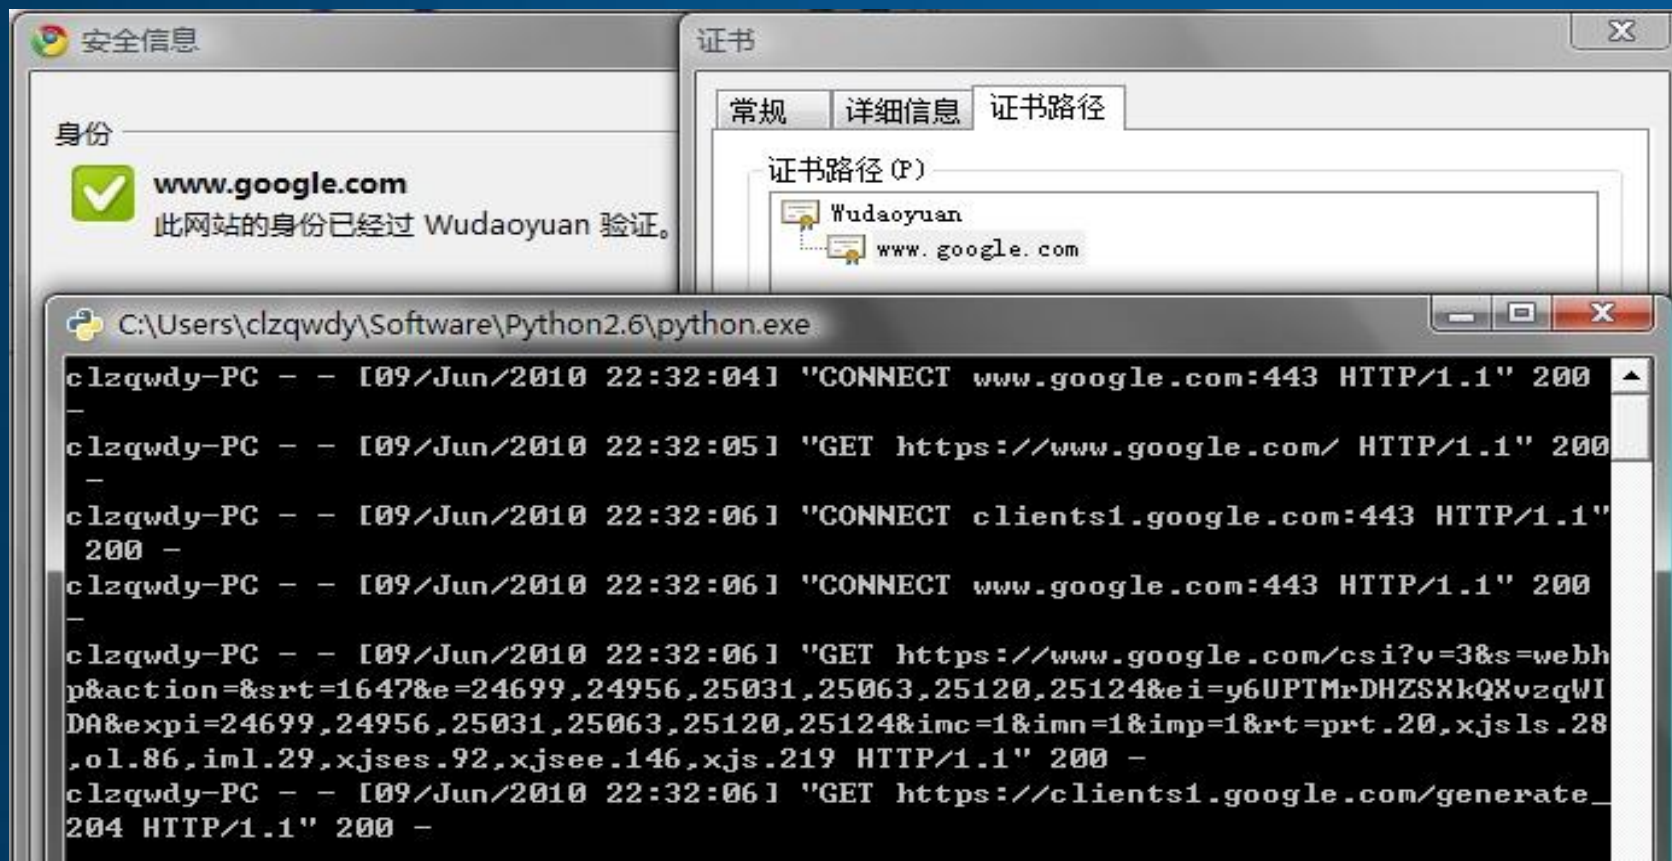 安全信息
身份
www.google.com
此网站的身份已经过 Wudaoyuan 验证。
证书
常规 详细信息 证书路径
证书路径(P)
Wudaoyuan
www.google.com
C:\Users\clzqwdy\Software\Python2.6\python.exe
clzqwdy-PC - - [09/Jun/2010 22:32:04] "CONNECT www.google.com:443 HTTP/1.1" 200
-
clzqwdy-PC - - [09/Jun/2010 22:32:05] "GET https://www.google.com/ HTTP/1.1" 200
-
clzqwdy-PC - - [09/Jun/2010 22:32:06] "CONNECT clients1.google.com:443 HTTP/1.1"
200 -
clzqwdy-PC - - [09/Jun/2010 22:32:06] "CONNECT www.google.com:443 HTTP/1.1" 200
-
clzqwdy-PC - - [09/Jun/2010 22:32:06] "GET https://www.google.com/csi?v=3&s=webh
p&action=&srt=1647&e=24699,24956,25031,25063,25120,25124&ei=y6UPTMrDHZSXkQXvzqWI
DA&expi=24699,24956,25031,25063,25120,25124&imc=1&imn=1&imp=1&rt=prt.20,xjsls.28
,ol.86,iml.29,xjses.92,xjsee.146,xjs.219 HTTP/1.1" 200 -
clzqwdy-PC - - [09/Jun/2010 22:32:06] "GET https://clients1.google.com/generate_
204 HTTP/1.1" 200 -